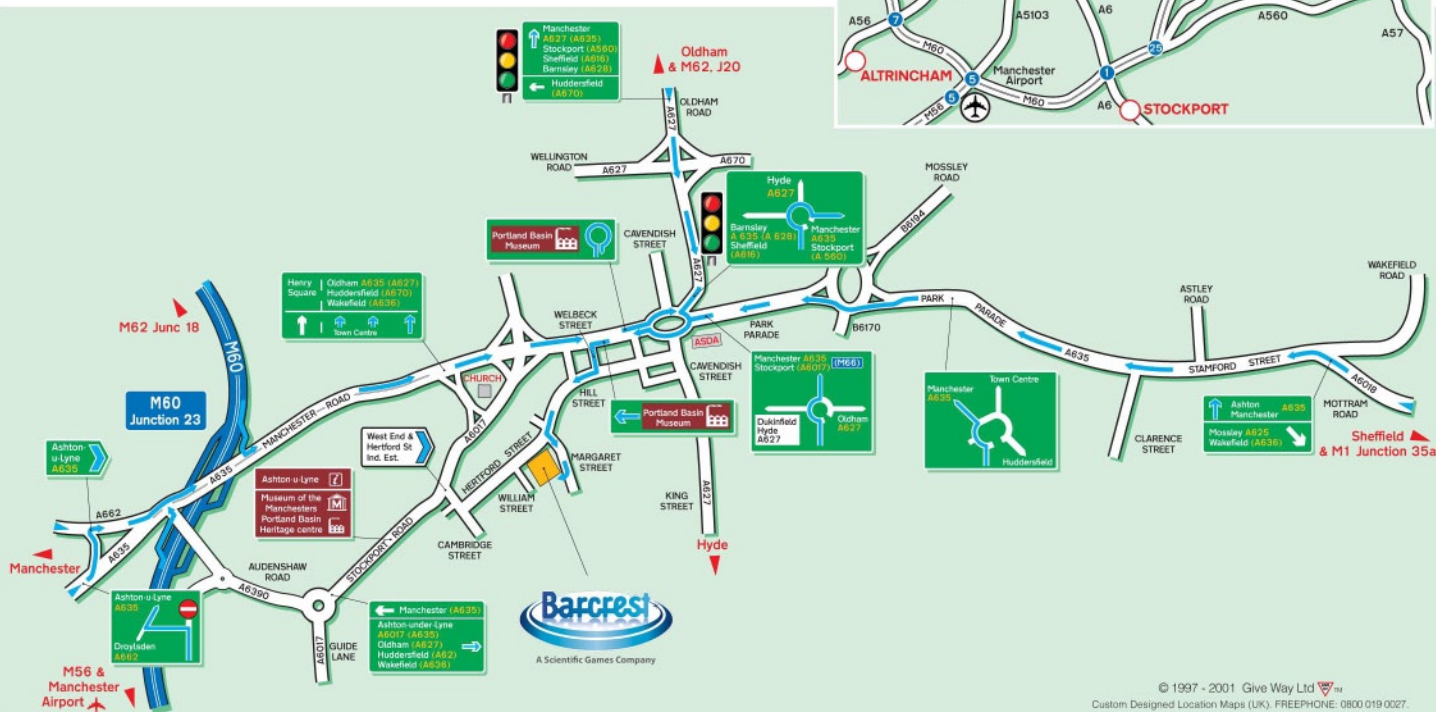 A56
7
M60
A5103
A6
A560
25
A57
ALTRINCHAM
5
Manchester
Airport
1
5
M56
M60
A6
STOCKPORT
Manchester
A627 (A635)
Stockport (A560)
Sheffield (A616)
Barnsley (A628)
Huddersfield
(A670)
Oldham
& M62, J20
OLDHAM
ROAD
A627
WELLINGTON
ROAD
A627
A670
Hyde
A627
Barnsley
A 635 (A 628)
Sheffield
(A616)
Manchester
A635
Stockport
(A 560)
MOSSLEY
ROAD
B6194
Portland Basin
Museum
CAVENDISH
STREET
A627
WAKEFIELD
ROAD
Henry
Square
Oldham A635 (A627)
Huddersfield (A670)
Wakefield (A636)
Town Centre
M62 Junc 18
M60
WELBECK
STREET
PARK
PARADE
B6170
PARK
PARADE
ASTLEY
ROAD
A635
STAMFORD STREET
ASDA
CHURCH
CAVENDISH
STREET
Manchester A635
Stockport (A6017)
(M66)
Dukinfield
Hyde
A627
Oldham
A627
Manchester
A635
Town Centre
Huddersfield
A6018
MOTTRAM
ROAD
Ashton
Manchester
A635
Mossley A625
Wakefield (A636)
Sheffield
& M1 Junction 35a
CLARENCE
STREET
M60
Junction 23
MANCHESTER ROAD
A635
HILL
STREET
Portland Basin
Museum
A6017
West End &
Hertford St
Ind. Est.
HERTFORD STREET
MARGARET
STREET
WILLIAM
STREET
Ashton-
u-Lyne
A635
A662
A635
Manchester
Ashton-u-Lyne
Museum of the
Manchesters
M
Portland Basin
Heritage centre
STOCKPORT ROAD
CAMBRIDGE
STREET
KING
STREET
A627
Hyde
AUDENSHAW
ROAD
A6390
Ashton-u-Lyne
A635
Droylsden
A662
A6017
GUIDE
LANE
Manchester (A635)
Ashton-under-Lyne
A6017 (A635)
Oldham (A627)
Huddersfield (A62)
Wakefield (A636)
Barcrest
A Scientific Games Company
M56 &
Manchester
Airport
© 1997 - 2001 Give Way Ltd TM
Custom Designed Location Maps (UK). FREEPHONE: 0800 019 0027.